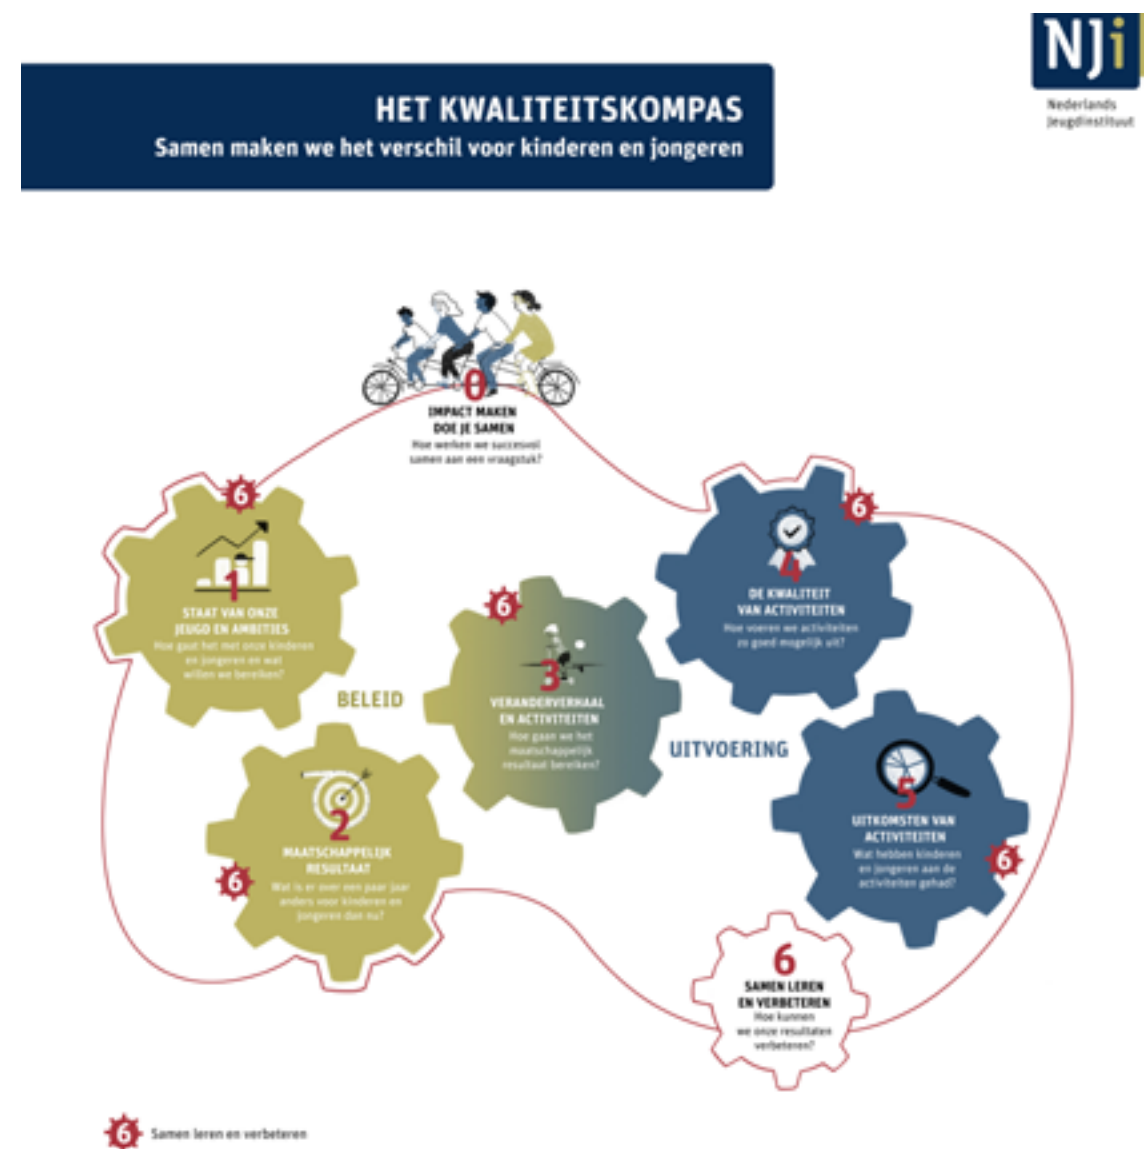 NJi
Nederlands
Jeugdinstituut
HET KWALITEITSKOMPAS
Samen maken we het verschil voor kinderen en jongeren
0
IMPACT MAKEN
DOE JE SAMEN
Hoe werken we succesvol
samen aan een vraagstuk?
6
1
STAAT VAN ONZE
JEUGD EN AMBITIES
Hoe gaat het met onze kinderen
en jongeren en wat
willen we bereiken?
BELEID
2
MAATSCHAPPELIJK
RESULTAAT
Wat is er over een paar jaar
anders voor kinderen en
jongeren dan nu?
6
6
3
VERANDERVERHAAL
EN ACTIVITEITEN
Hoe gaan we het
maatschappelijk
resultaat bereiken?
UITVOERING
6
4
DE KWALITEIT
VAN ACTIVITEITEN
Hoe voeren we activiteiten
zo goed mogelijk uit?
5
UITKOMSTEN VAN
ACTIVITEITEN
Wat hebben kinderen
en jongeren aan de
activiteiten gehad?
6
6
SAMEN LEREN
EN VERBETEREN
Hoe kunnen
we onze resultaten
verbeteren?
6 Samen leren en verbeteren